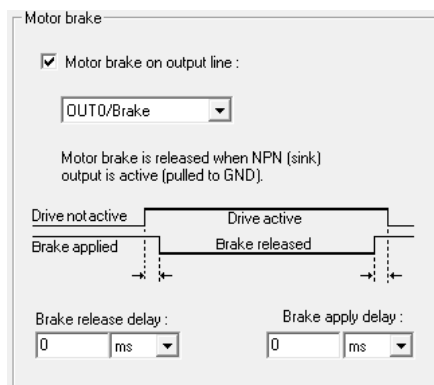 Motor brake
Motor brake on output line :
OUT0/Brake
Motor brake is released when NPN (sink)
output is active (pulled to GND).
Drive not active
Drive active
Brake applied
Brake released
Brake release delay :
Brake apply delay :
0 ms
0 ms